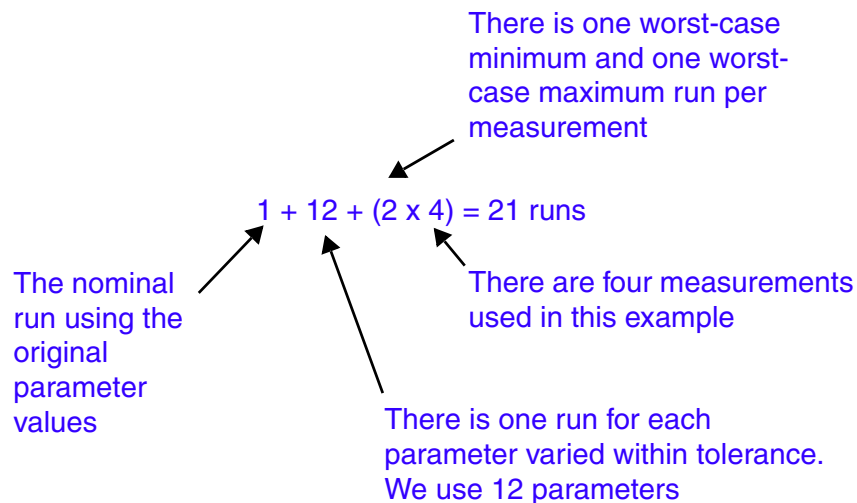 There is one worst-case
minimum and one worst-
case maximum run per
measurement
1 + 12 + (2 x 4) = 21 runs
The nominal
run using the
original
parameter
values
There are four measurements
used in this example
There is one run for each
parameter varied within tolerance.
We use 12 parameters